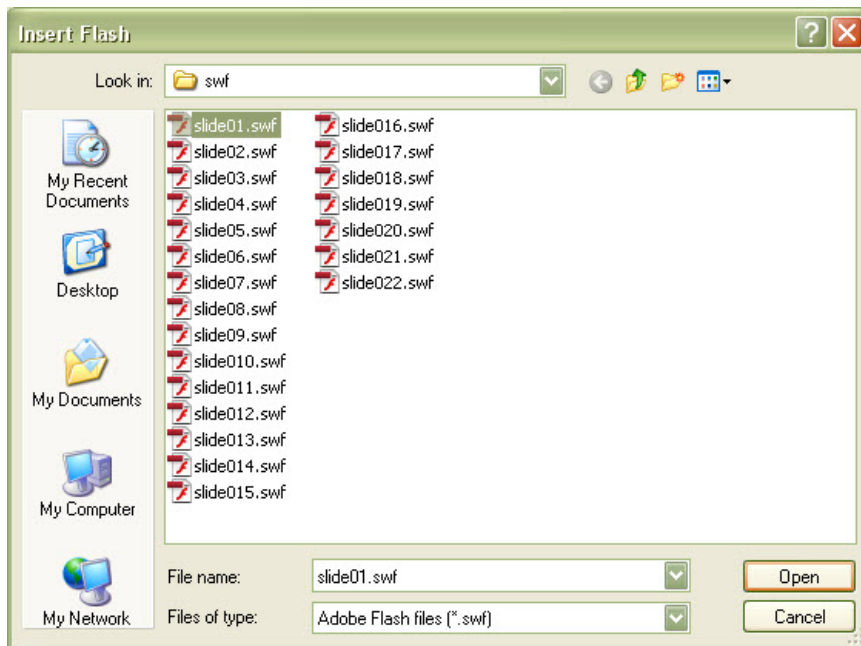 Insert Flash
Look in:
swf
My Recent
Documents
Desktop
My Documents
My Computer
My Network
slide01.swf
slide02.swf
slide03.swf
slide04.swf
slide05.swf
slide06.swf
slide07.swf
slide08.swf
slide09.swf
slide010.swf
slide011.swf
slide012.swf
slide013.swf
slide014.swf
slide015.swf
slide016.swf
slide017.swf
slide018.swf
slide019.swf
slide020.swf
slide021.swf
slide022.swf
File name:
slide01.swf
Open
Files of type:
Adobe Flash files (*.swf)
Cancel